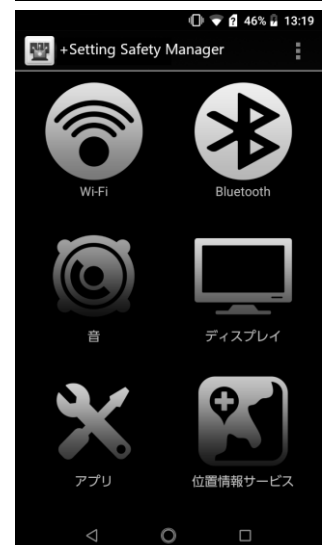 46% 13:19
+Setting Safety Manager
Wi-Fi Bluetooth
音 ディスプレイ
アプリ 位置情報サービス